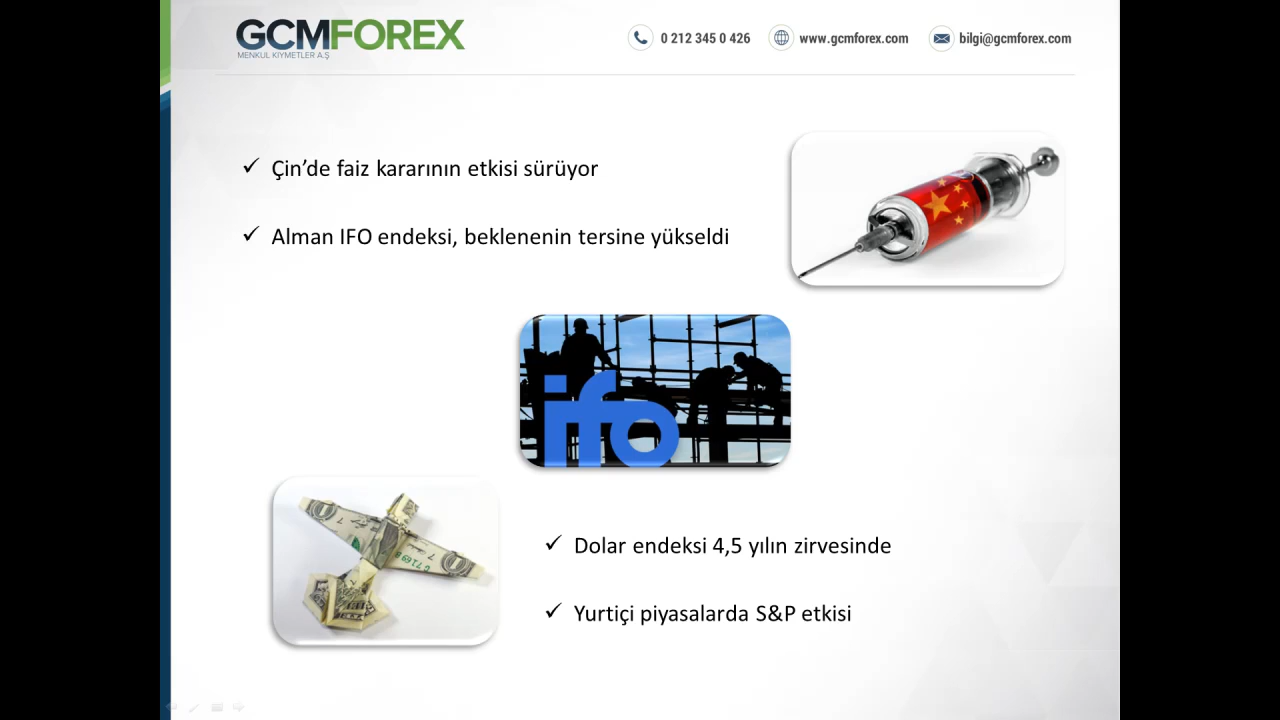 GCMFOREX
MENKUL KIYMETLER A.Ş
0 212 345 0 426
www.gcmforex.com
bilgi@gcmforex.com
✓ Çin’de faiz kararının etkisi sürüyor
✓ Alman IFO endeksi, beklenenin tersine yükseldi
ifo
✓ Dolar endeksi 4,5 yılın zirvesinde
✓ Yurtiçi piyasalarda S&P etkisi